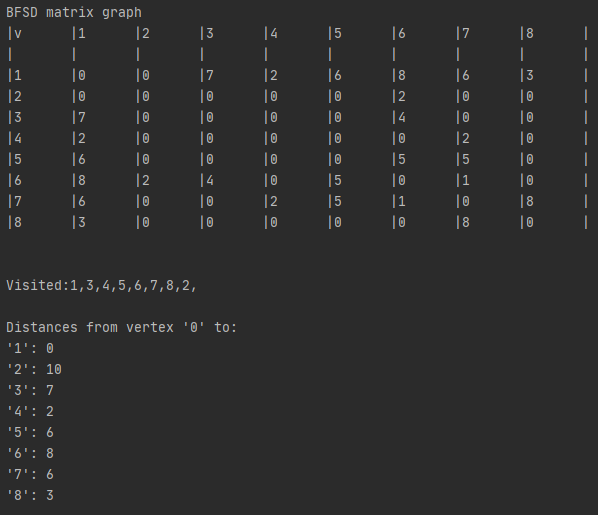 BFSD matrix graph
|v |1 |2 |3 |4 |5 |6 |7 |8 |
| | | | | | | | | |
|1 |0 |0 |7 |2 |6 |8 |6 |3 |
|2 |0 |0 |0 |0 |0 |2 |0 |0 |
|3 |7 |0 |0 |0 |0 |4 |0 |0 |
|4 |2 |0 |0 |0 |0 |0 |2 |0 |
|5 |6 |0 |0 |0 |0 |5 |5 |0 |
|6 |8 |2 |4 |0 |5 |0 |1 |0 |
|7 |6 |0 |0 |2 |5 |1 |0 |8 |
|8 |3 |0 |0 |0 |0 |0 |8 |0 |
Visited:1,3,4,5,6,7,8,2,
Distances from vertex '0' to:
'1': 0
'2': 10
'3': 7
'4': 2
'5': 6
'6': 8
'7': 6
'8': 3